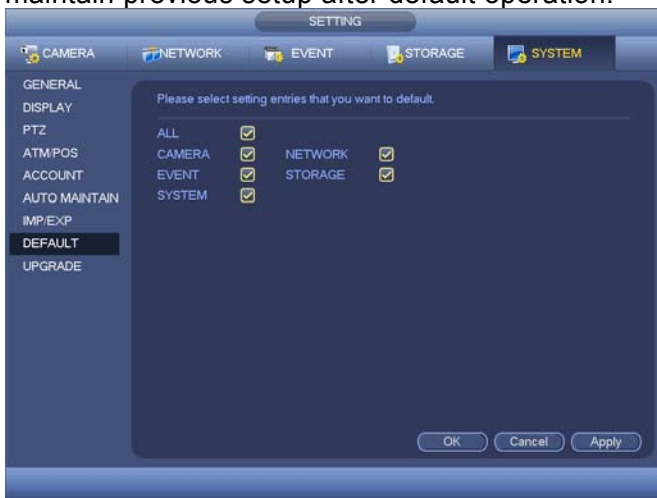 maintain previous setup after default operation.
SETTING
CAMERA NETWORK EVENT STORAGE SYSTEM
GENERAL
DISPLAY
PTZ
ATM/POS
ACCOUNT
AUTO MAINTAIN
IMP/EXP
DEFAULT
UPGRADE
Please select setting entries that you want to default.
ALL
CAMERA NETWORK
EVENT STORAGE
SYSTEM
OK Cancel Apply